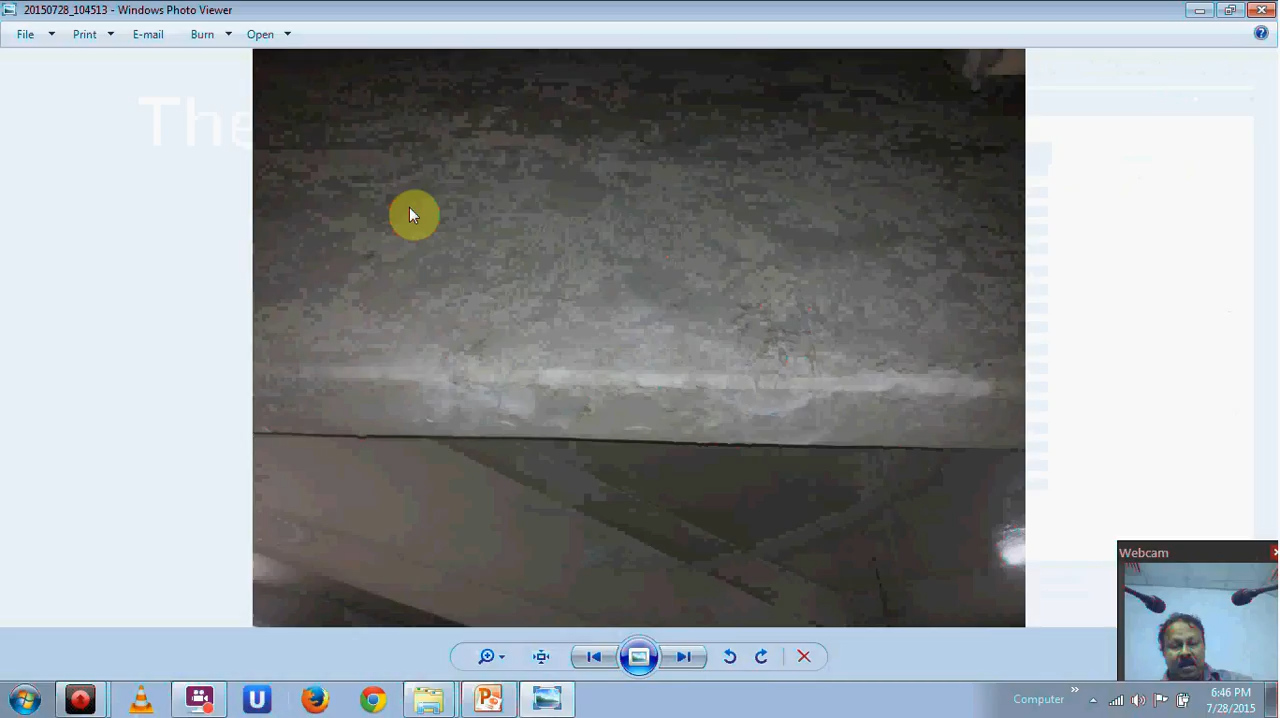 20150728_104513 - Windows Photo Viewer
File Print E-mail Burn Open
The
Webcam
U
Computer
6:46 PM
7/28/2015